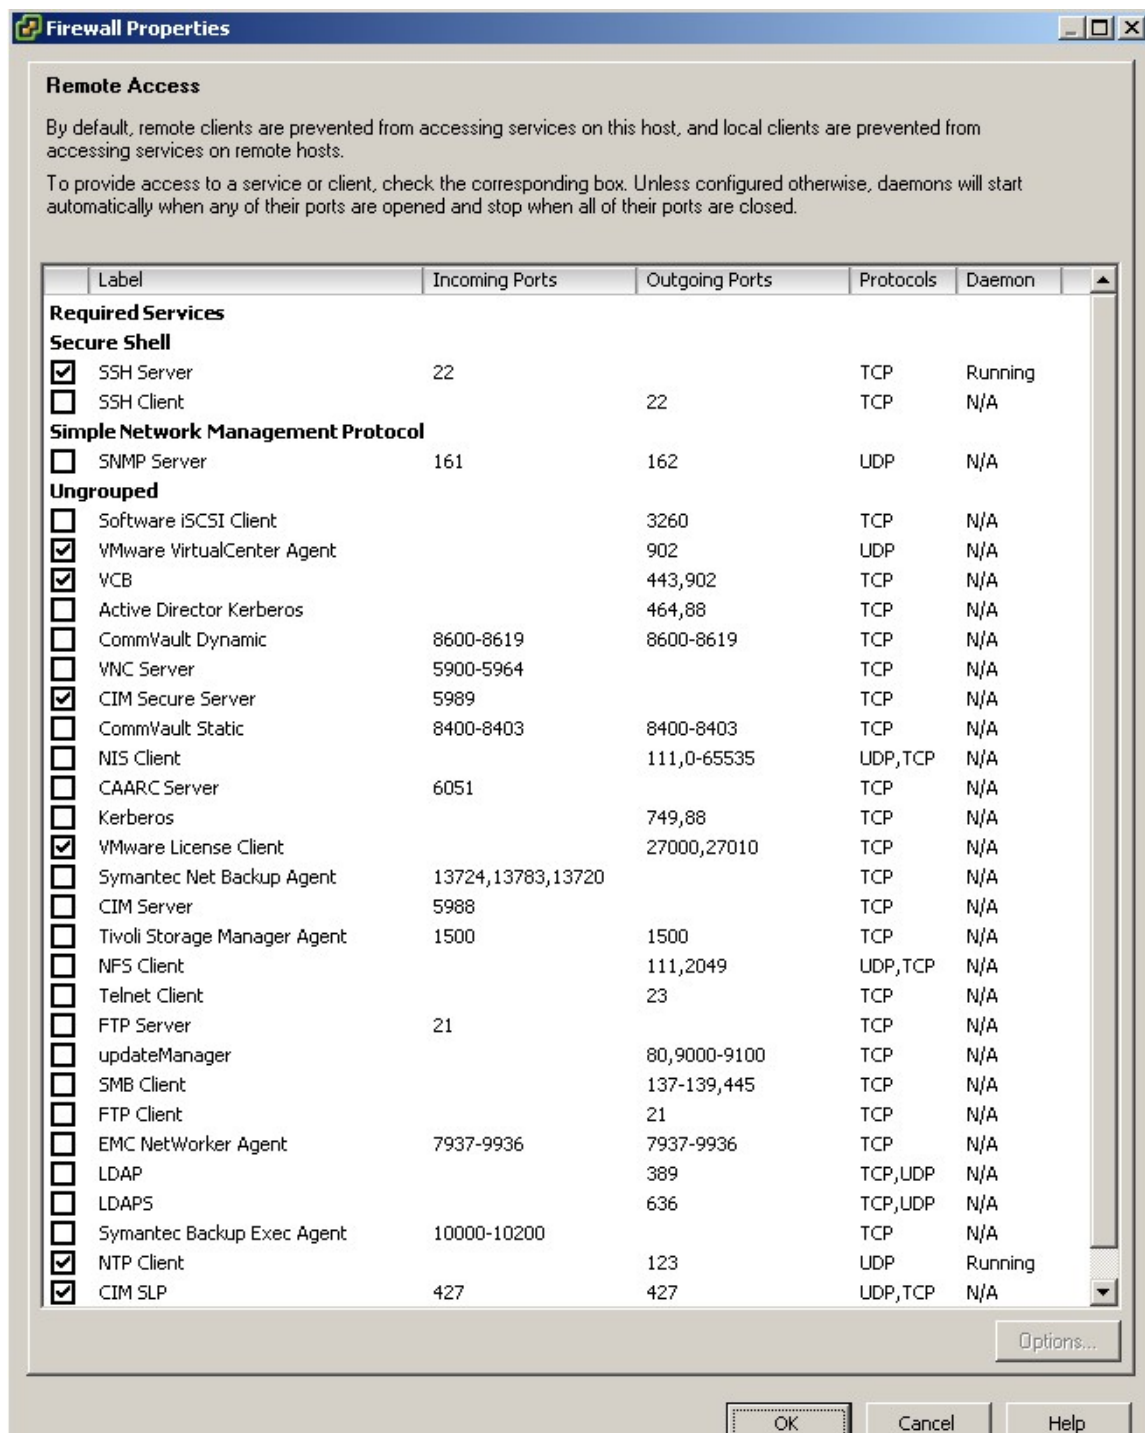 Firewall Properties
Remote Access
By default, remote clients are prevented from accessing services on this host, and local clients are prevented from
accessing services on remote hosts.
To provide access to a service or client, check the corresponding box. Unless configured otherwise, daemons will start
automatically when any of their ports are opened and stop when all of their ports are closed.
Label Incoming Ports Outgoing Ports Protocols Daemon
Required Services
Secure Shell
SSH Server 22 TCP Running
SSH Client 22 TCP N/A
Simple Network Management Protocol
SNMP Server 161 162 UDP N/A
Ungrouped
Software iSCSI Client 3260 TCP N/A
VMware VirtualCenter Agent 902 UDP N/A
VCB 443,902 TCP N/A
Active Director Kerberos 464,88 TCP N/A
CommVault Dynamic 8600-8619 8600-8619 TCP N/A
VNC Server 5900-5964 TCP N/A
CIM Secure Server 5989 TCP N/A
CommVault Static 8400-8403 8400-8403 TCP N/A
NIS Client 111,0-65535 UDP,TCP N/A
CAARC Server 6051 TCP N/A
Kerberos 749,88 TCP N/A
VMware License Client 27000,27010 TCP N/A
Symantec Net Backup Agent 13724,13783,13720 TCP N/A
CIM Server 5988 TCP N/A
Tivoli Storage Manager Agent 1500 1500 TCP N/A
NFS Client 111,2049 UDP,TCP N/A
Telnet Client 23 TCP N/A
FTP Server 21 TCP N/A
updateManager 80,9000-9100 TCP N/A
SMB Client 137-139,445 TCP N/A
FTP Client 21 TCP N/A
EMC NetWorker Agent 7937-9936 7937-9936 TCP N/A
LDAP 389 TCP,UDP N/A
LDAPS 636 TCP,UDP N/A
Symantec Backup Exec Agent 10000-10200 TCP N/A
NTP Client 123 UDP Running
CIM SLP 427 427 UDP,TCP N/A
Options...
OK Cancel Help